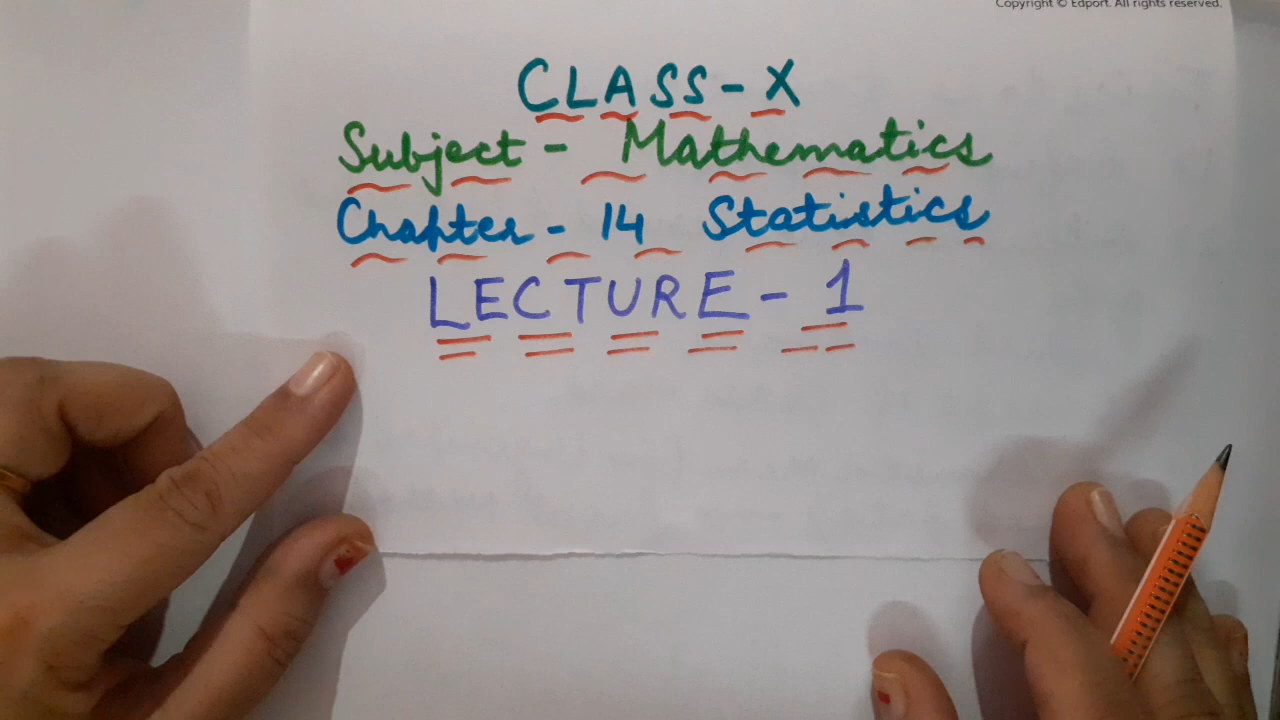 Copyright © Edport. All rights reserved.
CLASS - X
Subject - Mathematics
Chapter - 14 Statistics
LECTURE - 1